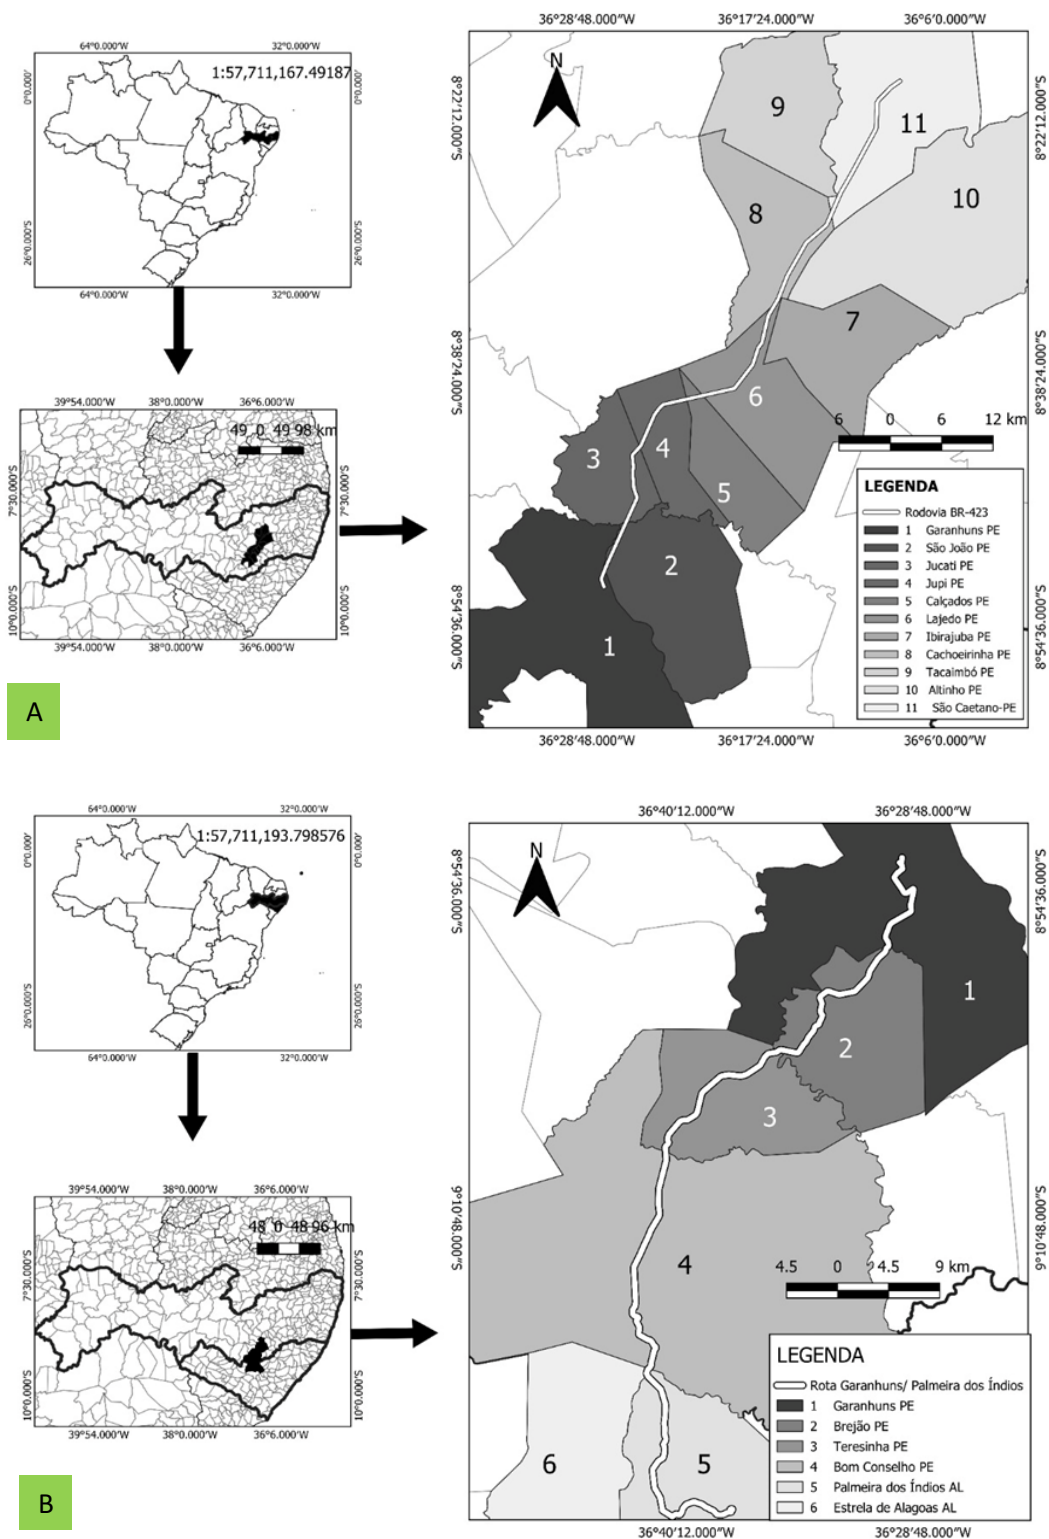 36°28'48.000"W 36°17'24.000"W 36°6'0.000"W
64°0.000'W 32°0.000'W
1:57,711,167.49187
0°0.000' 0°0.000'
26°0.000'S 26°0.000'S
64°0.000'W 32°0.000'W
N
8°22'12.000"S 8°22'12.000"S
9
11
8
10
7
8°38'24.000"S 8°38'24.000"S
6
3
4
5
2
1
6 0 6 12 km
8°54'36.000"S 8°54'36.000"S
39°54.000'W 38°0.000'W 36°6.000'W
49 0 49 98 km
7°30.000'S 7°30.000'S
10°0.000'S 10°0.000'S
39°54.000'W 38°0.000'W 36°6.000'W
LEGENDA
Rodovia BR-423
1 Garanhuns PE
2 São João PE
3 Jucati PE
4 Jupi PE
5 Calçados PE
6 Lajedo PE
7 Ibirajuba PE
8 Cachoeirinha PE
9 Tacaimbó PE
10 Altinho PE
11 São Caetano-PE
A
36°28'48.000"W 36°17'24.000"W 36°6'0.000"W
64°0.000'W 32°0.000'W
1:57,711,193.798576
0°0.000' 0°0.000'
26°0.000'S 26°0.000'S
64°0.000'W 32°0.000'W
36°40'12.000"W 36°28'48.000"W
N
8°54'36.000"S 8°54'36.000"S
1
2
3
4
9°10'48.000"S 9°10'48.000"S
4.5 0 4.5 9 km
6
5
39°54.000'W 38°0.000'W 36°6.000'W
48 0 48 96 km
7°30.000'S 7°30.000'S
10°0.000'S 10°0.000'S
39°54.000'W 38°0.000'W 36°6.000'W
LEGENDA
Rota Garanhuns/ Palmeira dos Índios
1 Garanhuns PE
2 Brejão PE
3 Teresinha PE
4 Bom Conselho PE
5 Palmeira dos Índios AL
6 Estrela de Alagoas AL
B
36°40'12.000"W 36°28'48.000"W